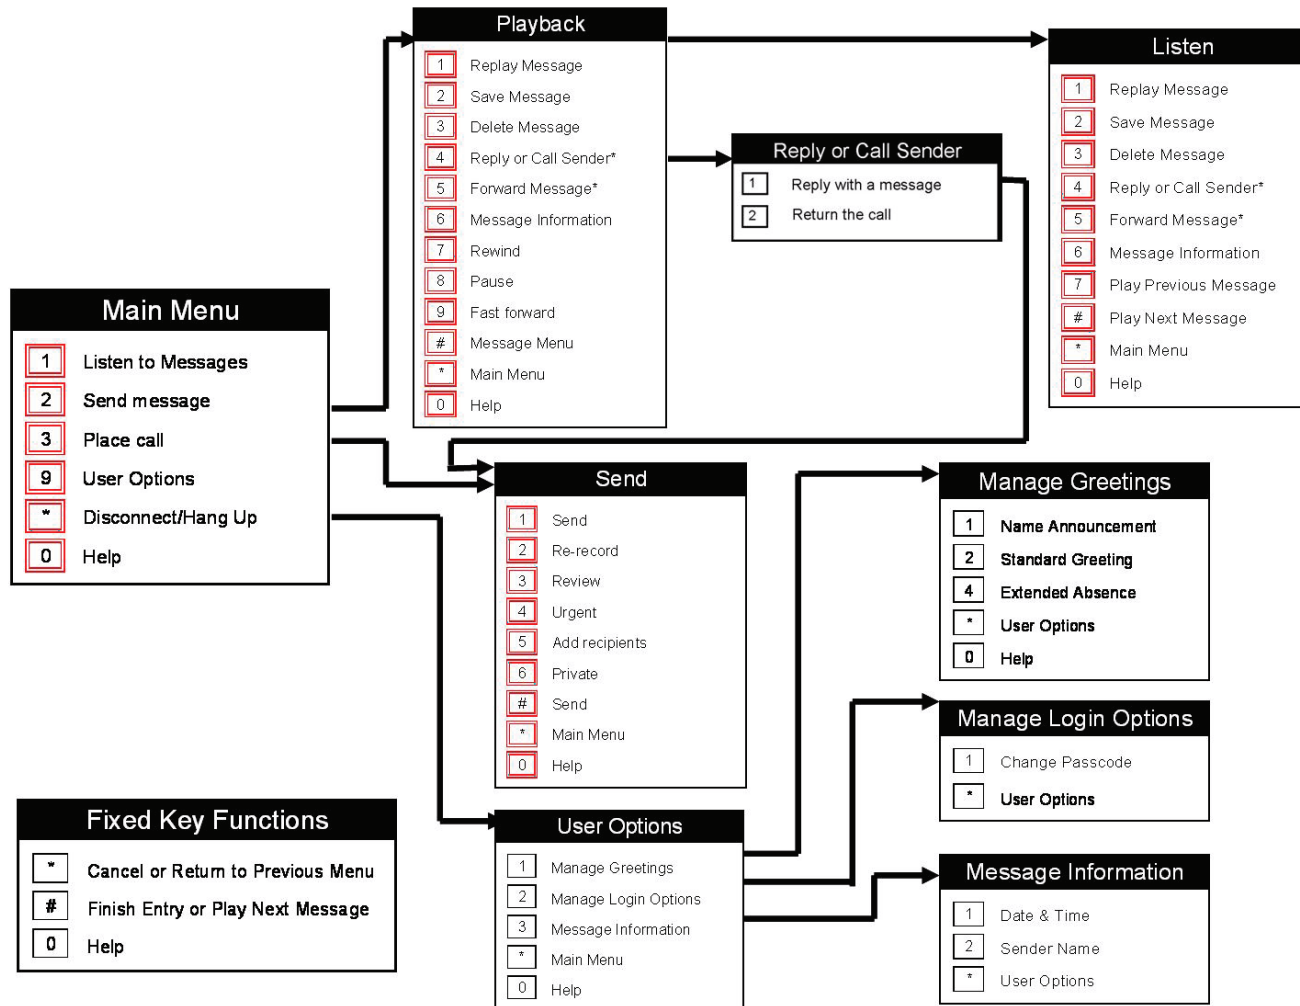 Playback
1 Replay Message
2 Save Message
3 Delete Message
4 Reply or Call Sender*
5 Forward Message*
6 Message Information
7 Rewind
8 Pause
9 Fast forward
# Message Menu
* Main Menu
0 Help
Listen
1 Replay Message
2 Save Message
3 Delete Message
4 Reply or Call Sender*
5 Forward Message*
6 Message Information
7 Play Previous Message
# Play Next Message
* Main Menu
0 Help
Reply or Call Sender
1 Reply with a message
2 Return the call
Main Menu
1 Listen to Messages
2 Send message
3 Place call
9 User Options
* Disconnect/Hang Up
0 Help
Send
1 Send
2 Re-record
3 Review
4 Urgent
5 Add recipients
6 Private
# Send
* Main Menu
0 Help
Manage Greetings
1 Name Announcement
2 Standard Greeting
4 Extended Absence
* User Options
0 Help
Manage Login Options
1 Change Passcode
* User Options
Fixed Key Functions
* Cancel or Return to Previous Menu
# Finish Entry or Play Next Message
0 Help
User Options
1 Manage Greetings
2 Manage Login Options
3 Message Information
* Main Menu
0 Help
Message Information
1 Date & Time
2 Sender Name
* User Options